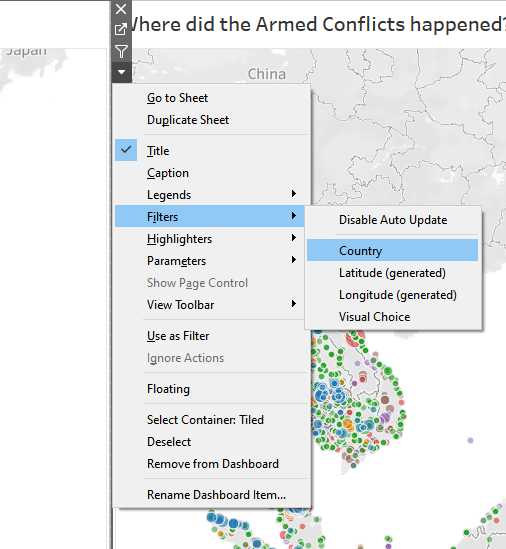 Where did the Armed Conflicts happened?
Japan
China
Go to Sheet
Duplicate Sheet
Title
Caption
Legends
Filters
Highlighters
Parameters
Show Page Control
View Toolbar
Use as Filter
Ignore Actions
Floating
Select Container: Tiled
Deselect
Remove from Dashboard
Rename Dashboard Item...
Disable Auto Update
Country
Latitude (generated)
Longitude (generated)
Visual Choice